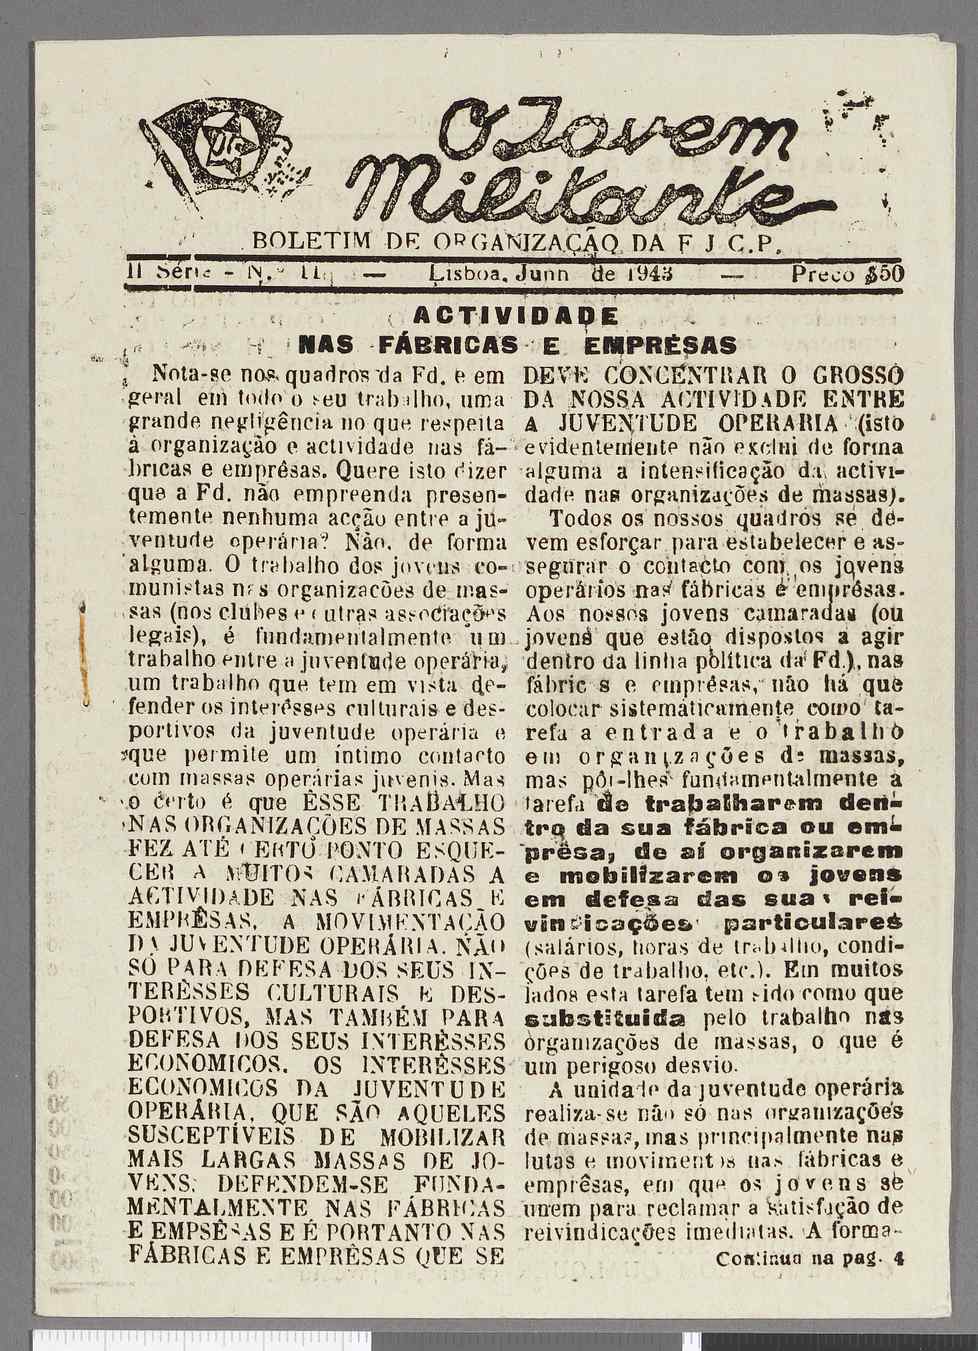 O Jovem
Militante
BOLETIM DE ORGANIZAÇÃO DA F J C.P.
II Série - N.º 11 — Lisboa, Junh de 1943 — Preço $50
ACTIVIDADE
NAS FÁBRICAS E EMPRÊSAS
Nota-se nos quadros da Fd. e em
geral em todo o seu trabalho, uma
grande negligência no que respeita
à organização e actividade nas fá-
bricas e emprêsas. Quere isto dizer
que a Fd. não empreenda presen-
temente nenhuma acção entre a ju-
ventude operária? Não, de forma
alguma. O trabalho dos jovens co-
munistas nas organizações de mas-
sas (nos clubes e outras associações
legais), é fundamentalmente um
trabalho entre a juventude operária,
um trabalho que tem em vista de-
fender os interêsses culturais e des-
portivos da juventude operária e
que permite um íntimo contacto
com massas operárias juvenis. Mas
o certo é que ÊSSE TRABALHO
NAS ORGANIZAÇÕES DE MASSAS
FEZ ATÉ CERTO PONTO ESQUE-
CER A MUITOS CAMARADAS A
ACTIVIDADE NAS FÁBRICAS E
EMPRÊSAS, A MOVIMENTAÇÃO
DA JUVENTUDE OPERÁRIA, NÃO
SÓ PARA DEFESA DOS SEUS IN-
TERÊSSES CULTURAIS E DES-
PORTIVOS, MAS TAMBÉM PARA
DEFESA DOS SEUS INTERÊSSES
ECONOMICOS. OS INTERÊSSES
ECONOMICOS DA JUVENTUDE
OPERÁRIA, QUE SÃO AQUELES
SUSCEPTÍVEIS DE MOBILIZAR
MAIS LARGAS MASSAS DE JO-
VENS, DEFENDEM-SE FUNDA-
MENTALMENTE NAS FÁBRICAS
E EMPSÊSAS E É PORTANTO NAS
FÁBRICAS E EMPRÊSAS QUE SE
DEVE CONCENTRAR O GROSSO
DA NOSSA ACTIVIDADE ENTRE
A JUVENTUDE OPERARIA (isto
evidentemente não exclui de forma
alguma a intensificação da activi-
dade nas organizações de massas).
Todos os nossos quadros se de-
vem esforçar para estabelecer e as-
segurar o contacto com os jovens
operários nas fábricas e emprêsas.
Aos nossos jovens camaradas (ou
jovens que estão dispostos a agir
dentro da linha política da Fd.), nas
fábricas e emprêsas, não há que
colocar sistemáticamente como ta-
refa a entrada e o trabalho
em organizações de massas,
mas pôr-lhes fundamentalmente a
tarefa de trabalharem den-
tro da sua fábrica ou em-
prêsa, de aí organizarem
e mobilizarem os jovens
em defesa das suas rei-
vindicações particulares
(salários, horas de trabalho, condi-
ções de trabalho, etc.). Em muitos
lados esta tarefa tem sido como que
substituida pelo trabalho nas
organizações de massas, o que é
um perigoso desvio.
A unidade da juventude operária
realiza-se não só nas organizações
de massas, mas principalmente nas
lutas e movimentos nas fábricas e
emprêsas, em que os jovens se
unem para reclamar a satisfação de
reivindicações imediatas. A forma-
Continua na pag. 4